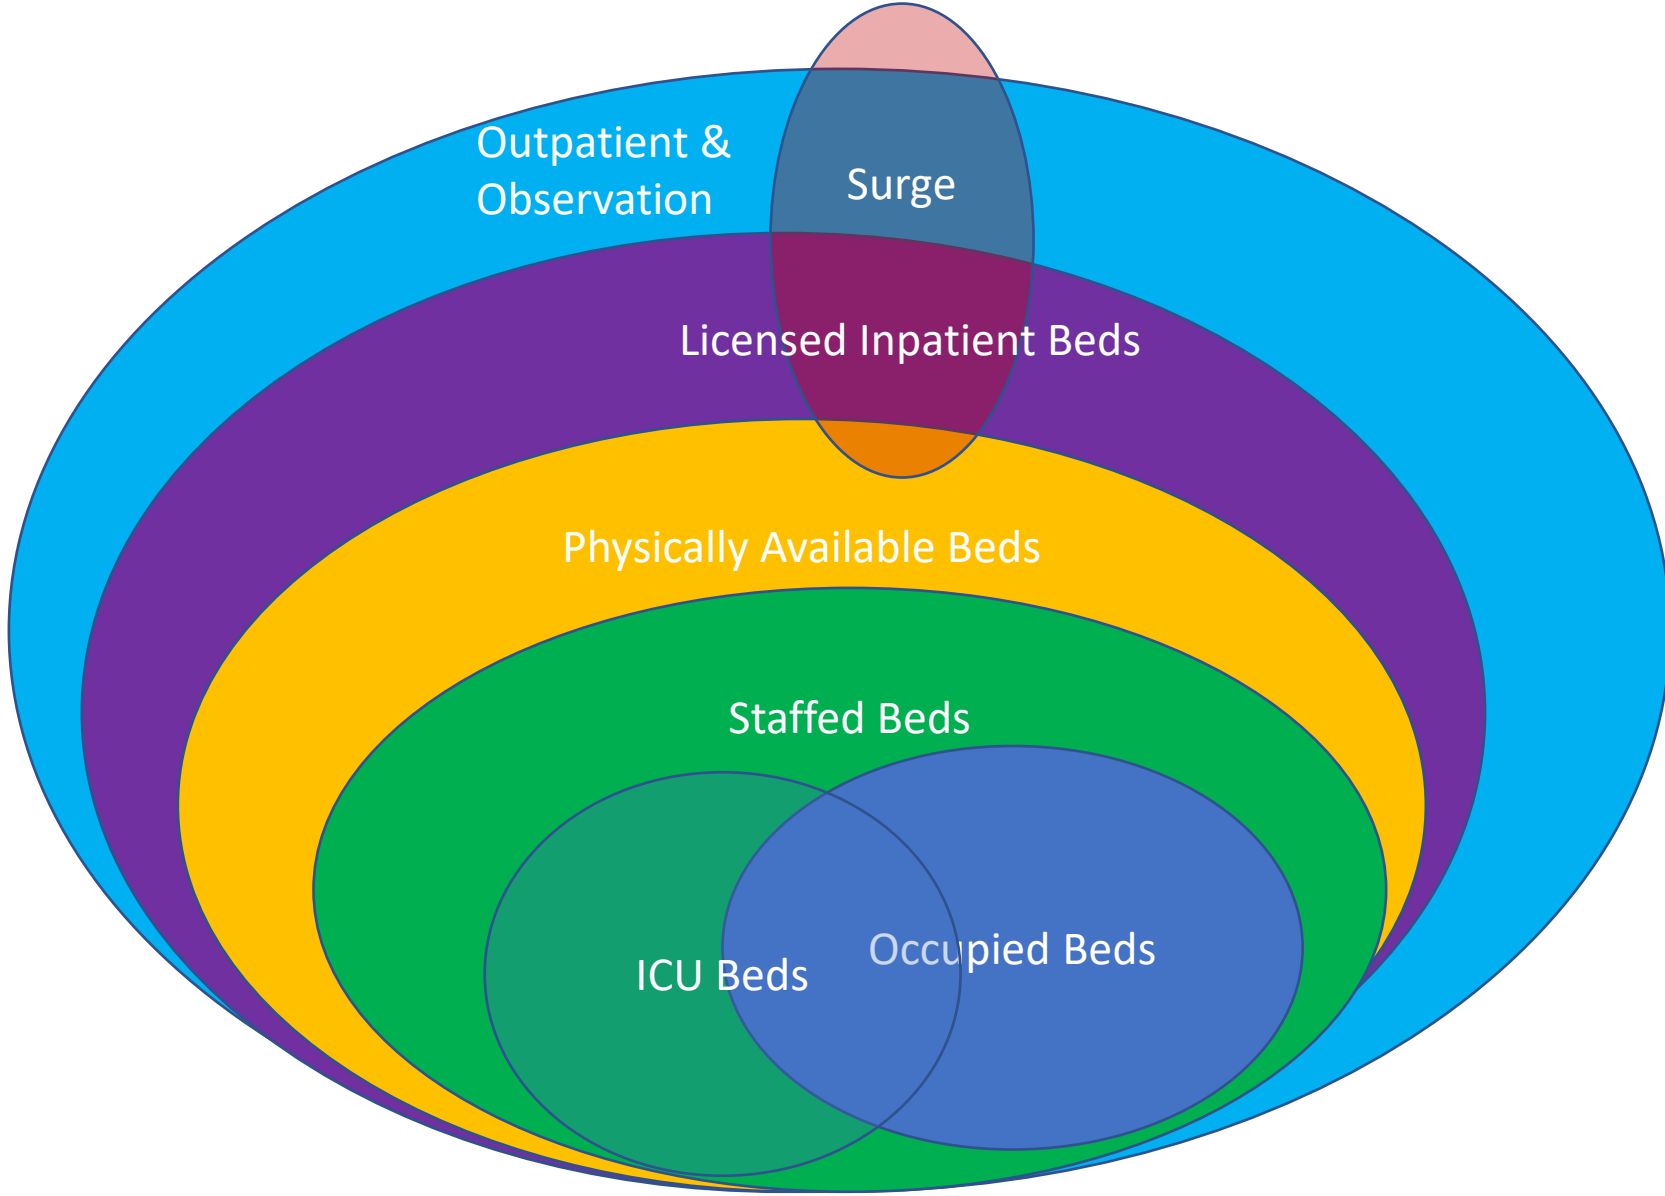 Outpatient &
Observation
Surge
Licensed Inpatient Beds
Physically Available Beds
Staffed Beds
Occupied Beds
ICU Beds